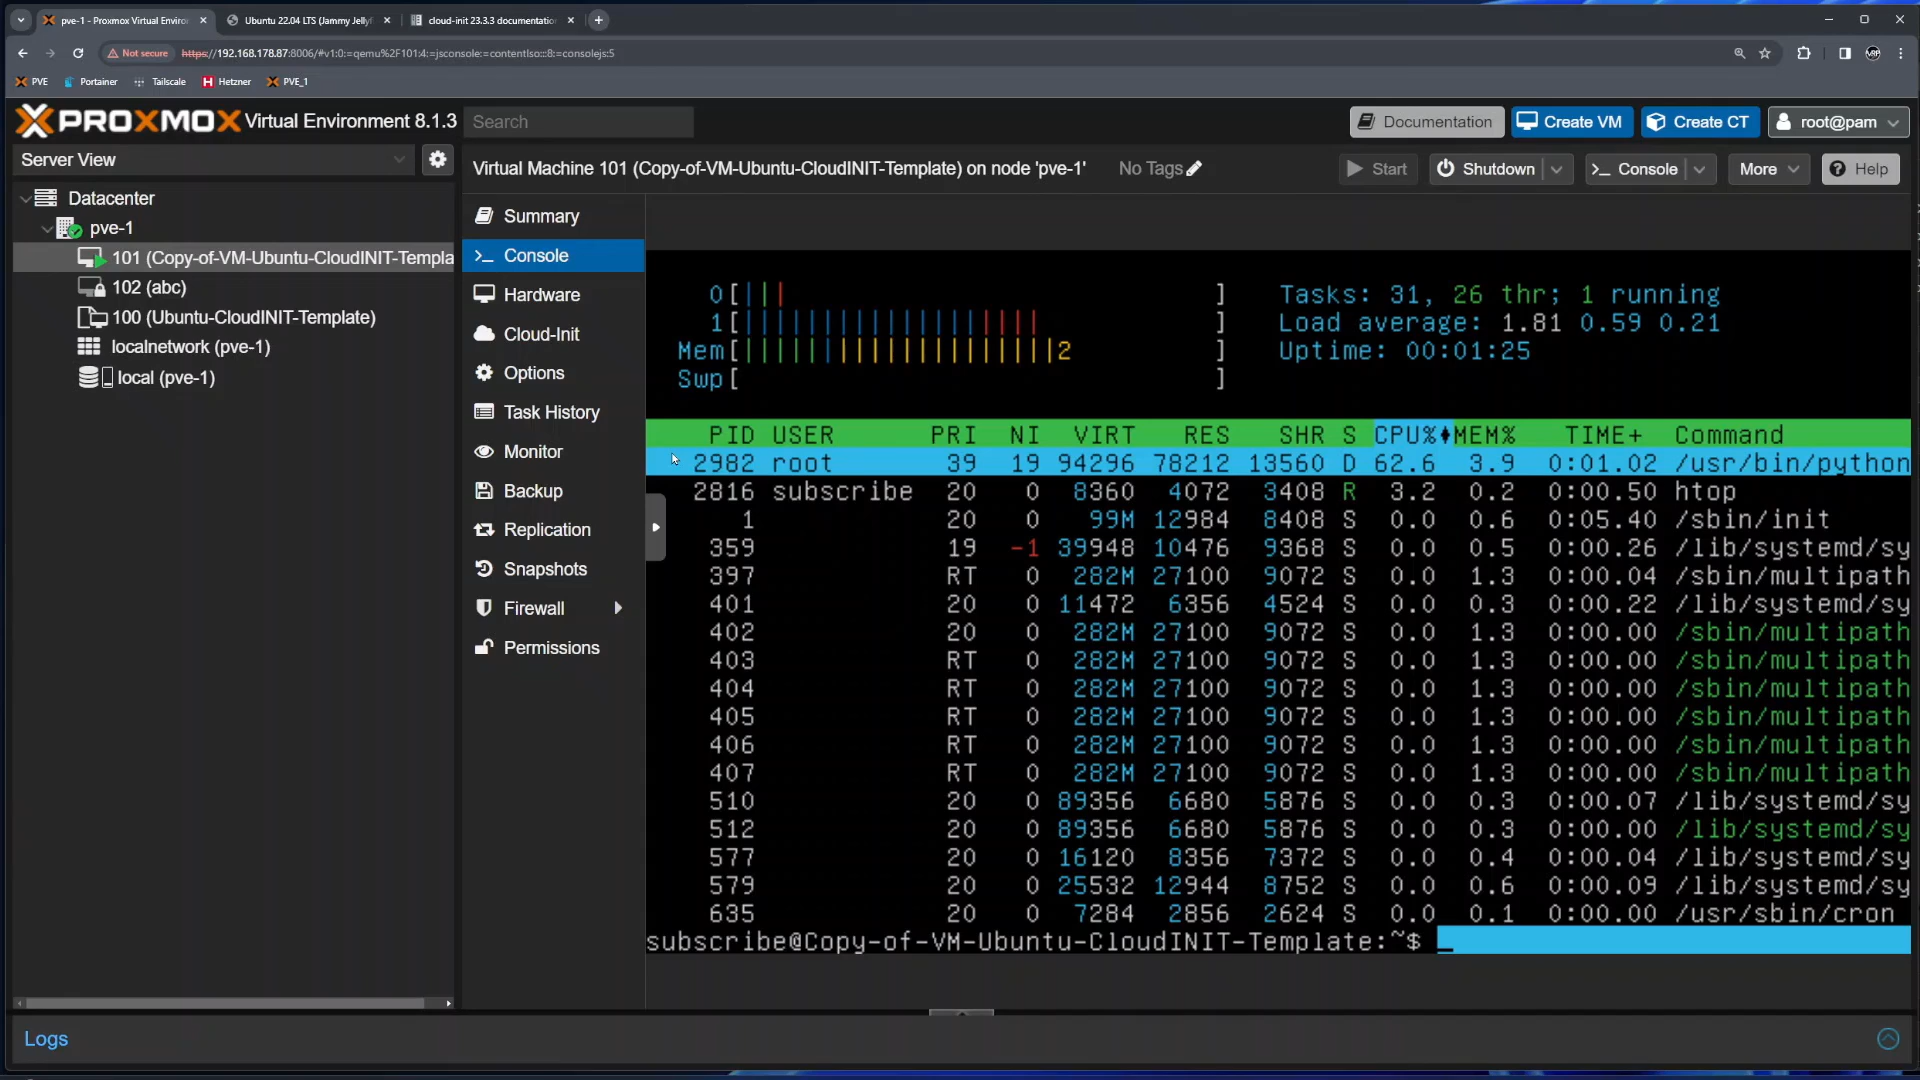 pve-1 - Proxmox Virtual Enviro
Ubuntu 22.04 LTS (Jammy Jellyf
cloud-init 23.3.3 documentatio
Not secure https://192.168.178.87:8006/#v1:0:=qemu%2F101:4:=jsconsole:=contentIso:::8:=consolejs:5
PVE Portainer Tailscale Hetzner PVE_1
PROXMOX Virtual Environment 8.1.3 Search Documentation Create VM Create CT root@pam
Server View
Virtual Machine 101 (Copy-of-VM-Ubuntu-CloudINIT-Template) on node 'pve-1' No Tags Start Shutdown Console More Help
Datacenter
pve-1
101 (Copy-of-VM-Ubuntu-CloudINIT-Templa
102 (abc)
100 (Ubuntu-CloudINIT-Template)
localnetwork (pve-1)
local (pve-1)
Summary
Console
Hardware
Cloud-Init
Options
Task History
Monitor
Backup
Replication
Snapshots
Firewall
Permissions
0[||| ] Tasks: 31, 26 thr; 1 running
1[||||||||||||||||||| ] Load average: 1.81 0.59 0.21
Mem[||||||||||||||||||||2 ] Uptime: 00:01:25
Swp[ ]
PID USER PRI NI VIRT RES SHR S CPU% MEM% TIME+ Command
2982 root 39 19 94296 78212 13560 D 62.6 3.9 0:01.02 /usr/bin/python
2816 subscribe 20 0 8360 4072 3408 R 3.2 0.2 0:00.50 htop
1 20 0 99M 12984 8408 S 0.0 0.6 0:05.40 /sbin/init
359 19 -1 39948 10476 9368 S 0.0 0.5 0:00.26 /lib/systemd/sy
397 RT 0 282M 27100 9072 S 0.0 1.3 0:00.04 /sbin/multipath
401 20 0 11472 6356 4524 S 0.0 0.3 0:00.22 /lib/systemd/sy
402 20 0 282M 27100 9072 S 0.0 1.3 0:00.00 /sbin/multipath
403 RT 0 282M 27100 9072 S 0.0 1.3 0:00.00 /sbin/multipath
404 RT 0 282M 27100 9072 S 0.0 1.3 0:00.00 /sbin/multipath
405 RT 0 282M 27100 9072 S 0.0 1.3 0:00.00 /sbin/multipath
406 RT 0 282M 27100 9072 S 0.0 1.3 0:00.00 /sbin/multipath
407 RT 0 282M 27100 9072 S 0.0 1.3 0:00.00 /sbin/multipath
510 20 0 89356 6680 5876 S 0.0 0.3 0:00.07 /lib/systemd/sy
512 20 0 89356 6680 5876 S 0.0 0.3 0:00.00 /lib/systemd/sy
577 20 0 16120 8356 7372 S 0.0 0.4 0:00.04 /lib/systemd/sy
579 20 0 25532 12944 8752 S 0.0 0.6 0:00.09 /lib/systemd/sy
635 20 0 7284 2856 2624 S 0.0 0.1 0:00.00 /usr/sbin/cron
subscribe@Copy-of-VM-Ubuntu-CloudINIT-Template:~$ _
Logs